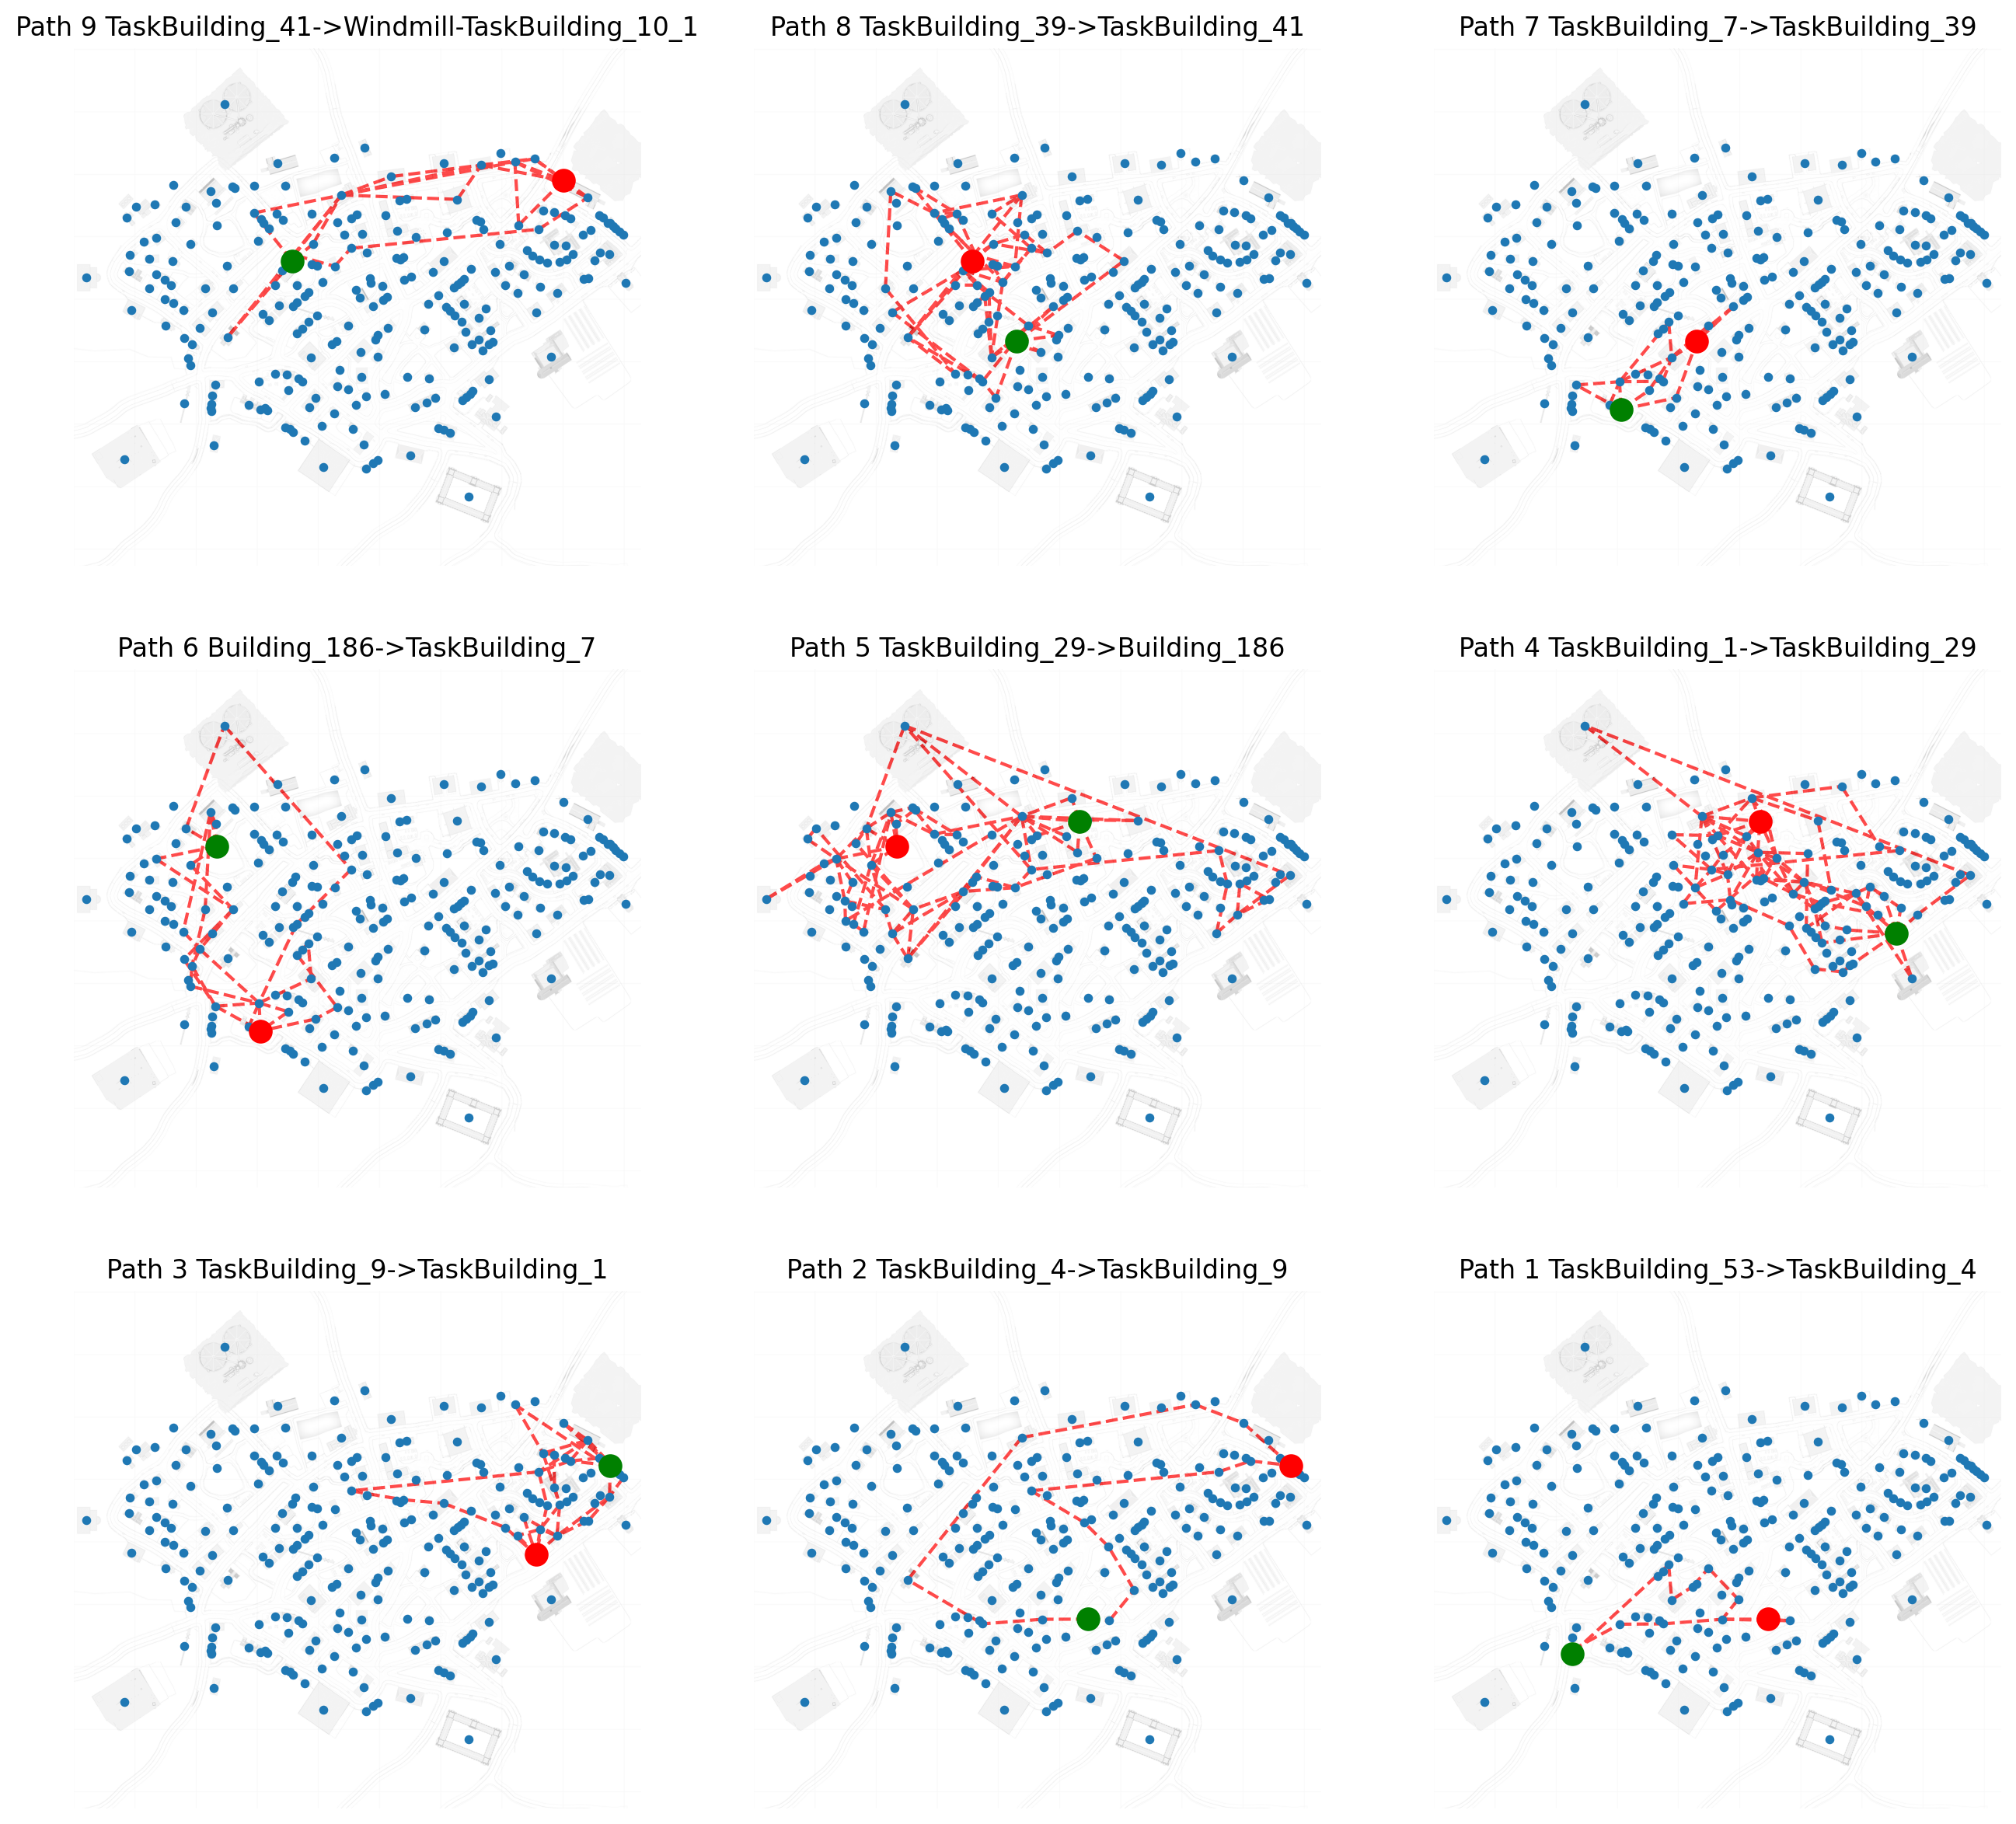 Path 9 TaskBuilding_41->Windmill-TaskBuilding_10_1
Path 8 TaskBuilding_39->TaskBuilding_41
Path 7 TaskBuilding_7->TaskBuilding_39
Path 6 Building_186->TaskBuilding_7
Path 5 TaskBuilding_29->Building_186
Path 4 TaskBuilding_1->TaskBuilding_29
Path 3 TaskBuilding_9->TaskBuilding_1
Path 2 TaskBuilding_4->TaskBuilding_9
Path 1 TaskBuilding_53->TaskBuilding_4